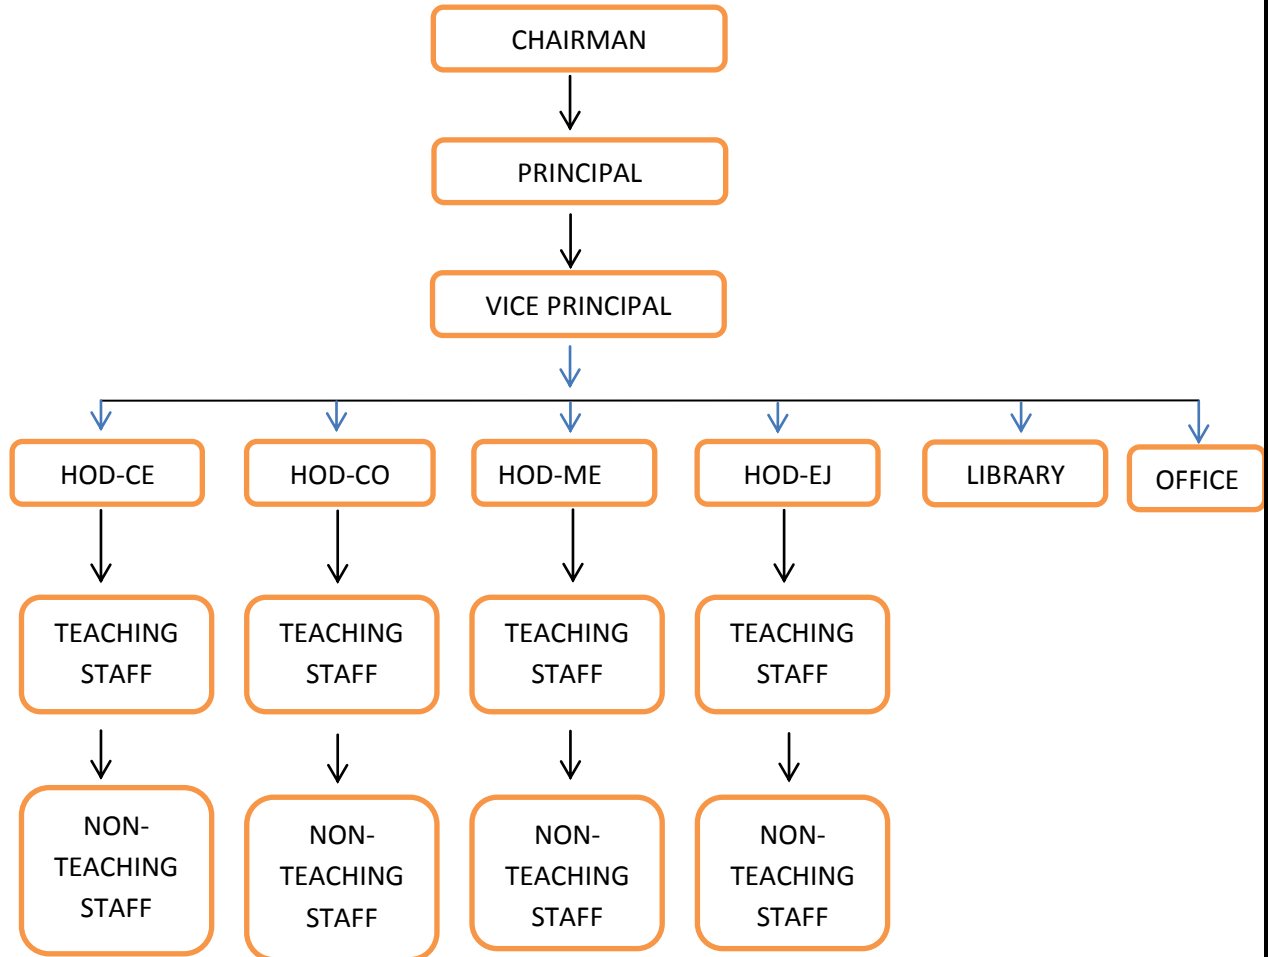 CHAIRMAN
PRINCIPAL
VICE PRINCIPAL
HOD-CE
HOD-CO
HOD-ME
HOD-EJ
LIBRARY
OFFICE
TEACHING
STAFF
TEACHING
STAFF
TEACHING
STAFF
TEACHING
STAFF
NON-
TEACHING
STAFF
NON-
TEACHING
STAFF
NON-
TEACHING
STAFF
NON-
TEACHING
STAFF